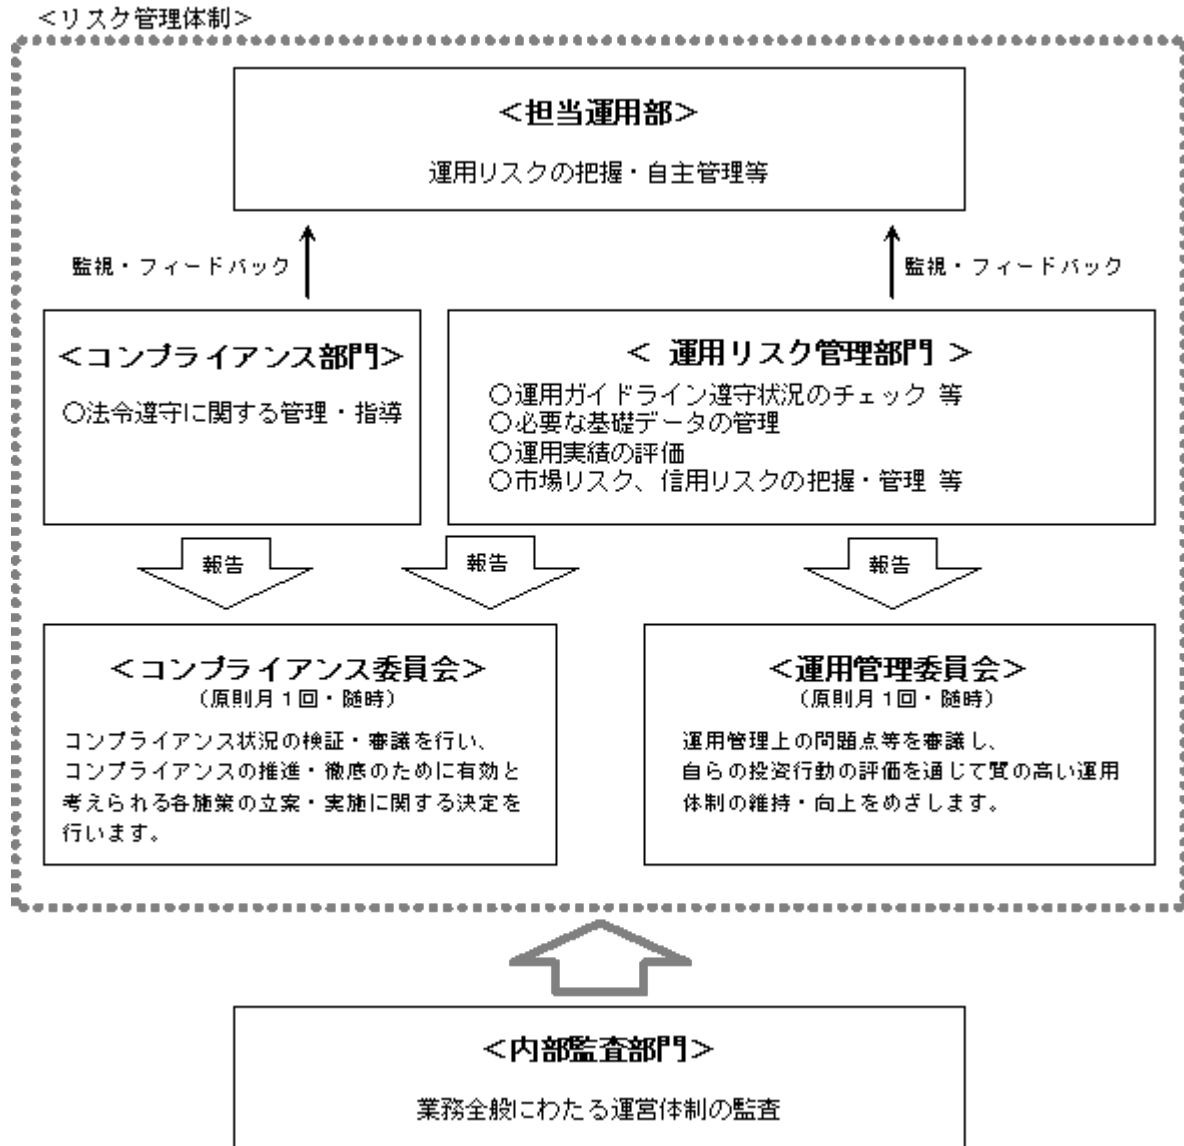 ＜リスク管理体制＞
＜担当運用部＞
運用リスクの把握・自主管理等
監視・フィードバック
監視・フィードバック
＜コンプライアンス部門＞
○法令遵守に関する管理・指導
＜ 運用リスク管理部門 ＞
○運用ガイドライン遵守状況のチェック 等
○必要な基礎データの管理
○運用実績の評価
○市場リスク、信用リスクの把握・管理 等
報告
報告
報告
＜コンプライアンス委員会＞
（原則月１回・随時）
コンプライアンス状況の検証・審議を行い、
コンプライアンスの推進・徹底のために有効と
考えられる各施策の立案・実施に関する決定を
行います。
＜運用管理委員会＞
（原則月１回・随時）
運用管理上の問題点等を審議し、
自らの投資行動の評価を通じて質の高い運用
体制の維持・向上をめざします。
＜内部監査部門＞
業務全般にわたる運営体制の監査